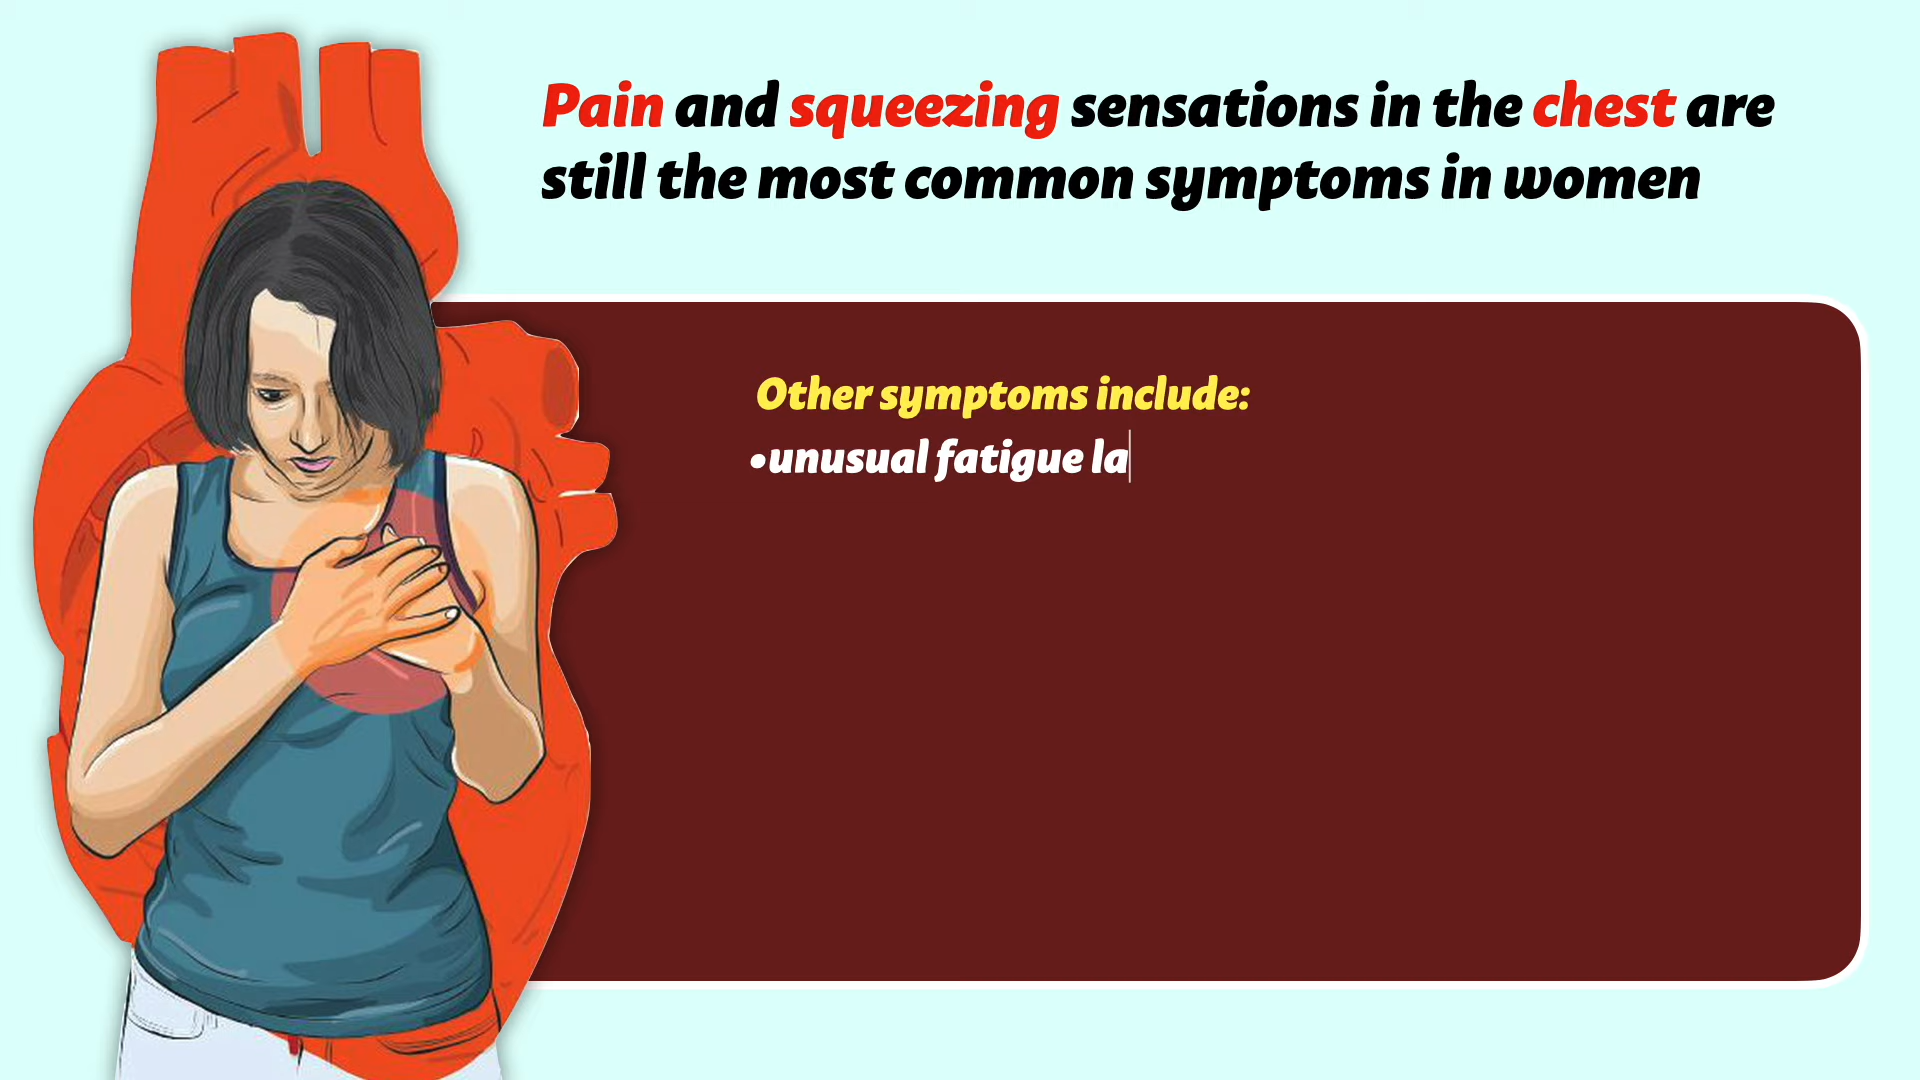 Pain and squeezing sensations in the chest are
still the most common symptoms in women
Other symptoms include:
•unusual fatigue la